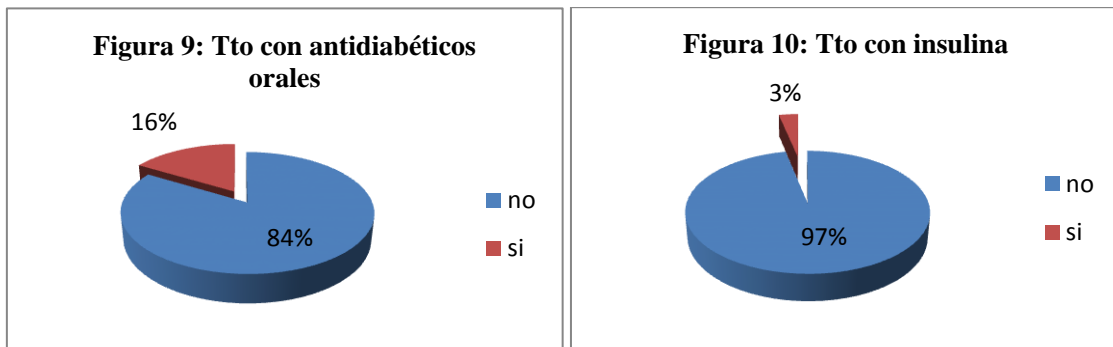 Figura 9: Tto con antidiabéticos
orales
16%
84%
no
si
Figura 10: Tto con insulina
3%
97%
no
si